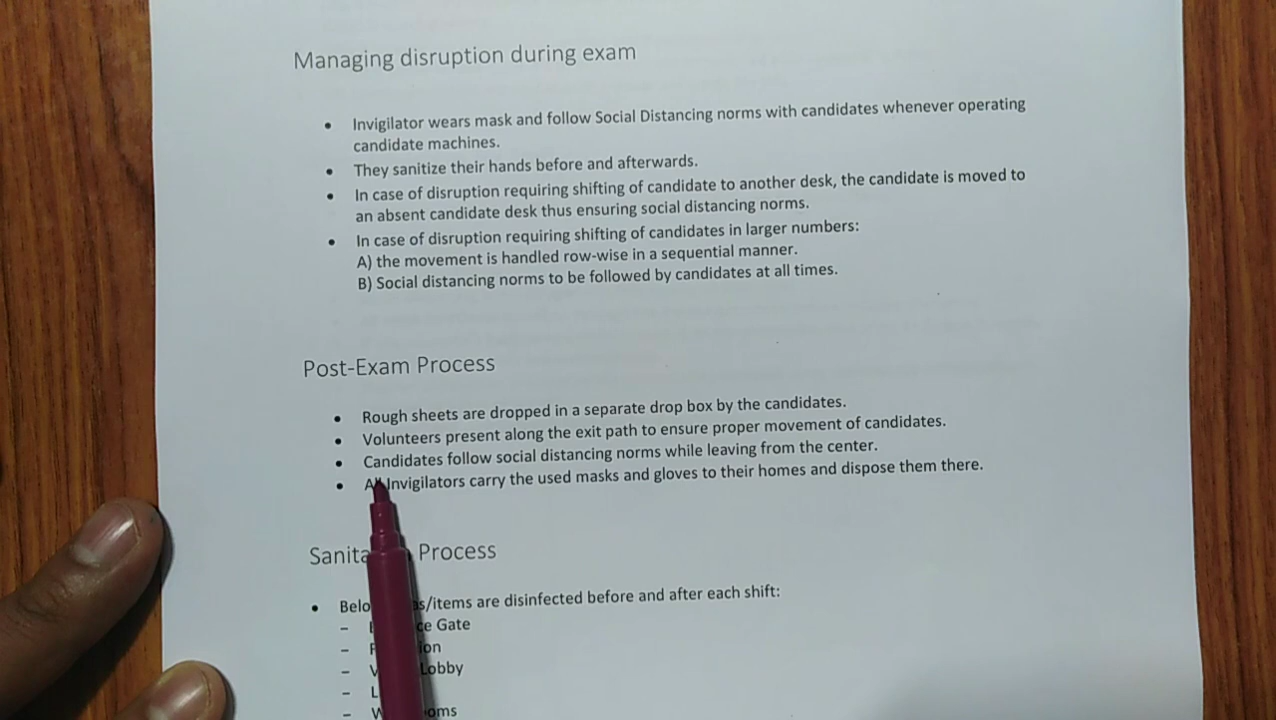 Managing disruption during exam
• Invigilator wears mask and follow Social Distancing norms with candidates whenever operating
candidate machines.
• They sanitize their hands before and afterwards.
• In case of disruption requiring shifting of candidate to another desk, the candidate is moved to
an absent candidate desk thus ensuring social distancing norms.
• In case of disruption requiring shifting of candidates in larger numbers:
A) the movement is handled row-wise in a sequential manner.
B) Social distancing norms to be followed by candidates at all times.
Post-Exam Process
• Rough sheets are dropped in a separate drop box by the candidates.
• Volunteers present along the exit path to ensure proper movement of candidates.
• Candidates follow social distancing norms while leaving from the center.
• All Invigilators carry the used masks and gloves to their homes and dispose them there.
Process
• items are disinfected before and after each shift:
– Gate
–
– Lobby
–
–